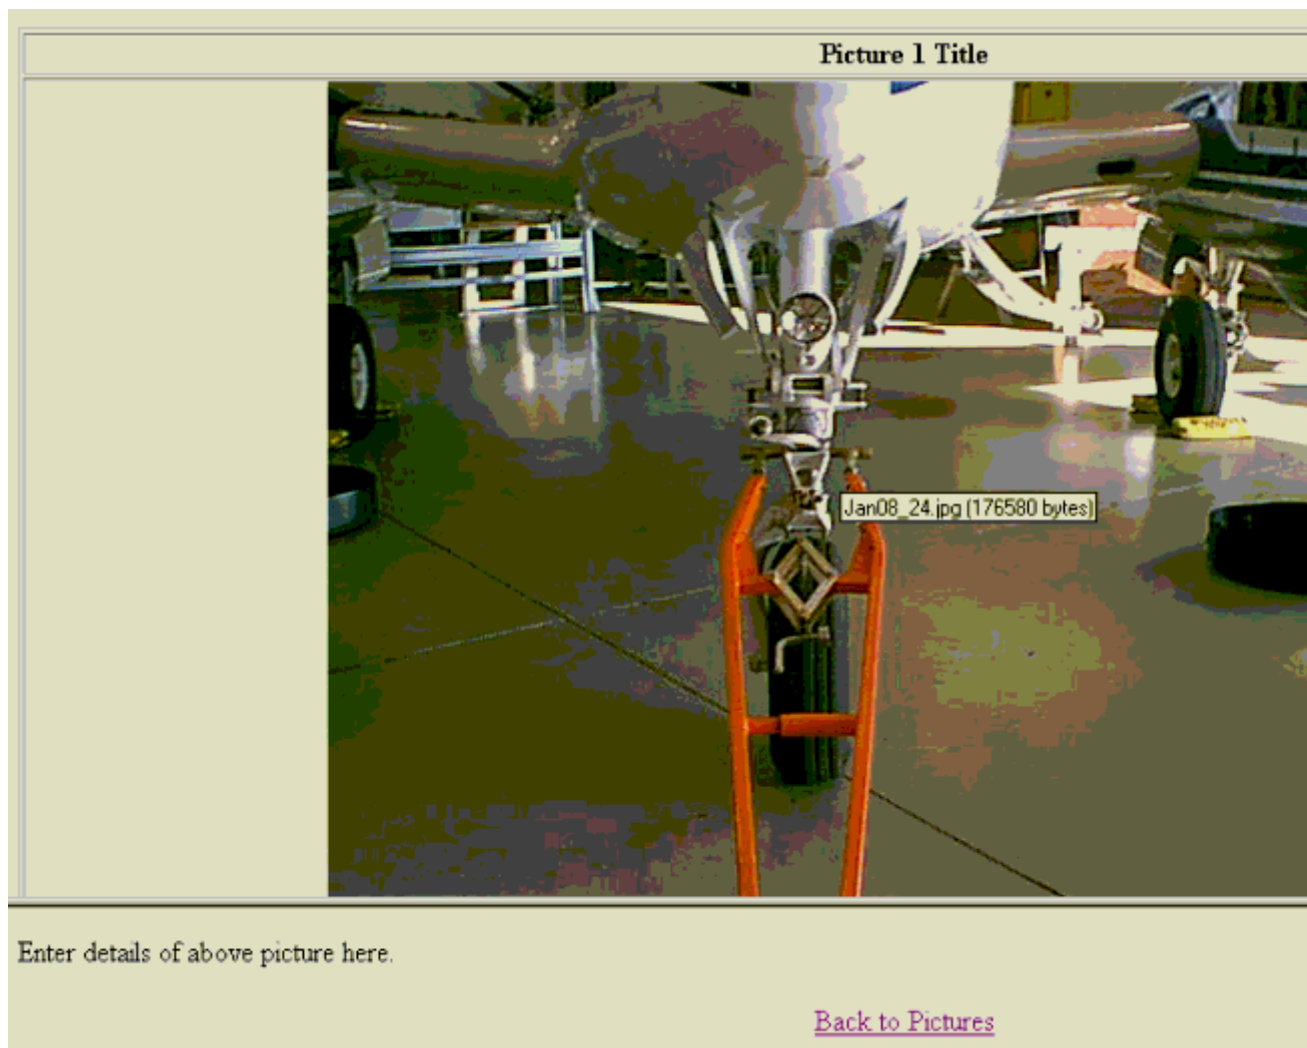 Picture 1 Title
Jan08_24.jpg (176580 bytes)
Enter details of above picture here.
Back to Pictures